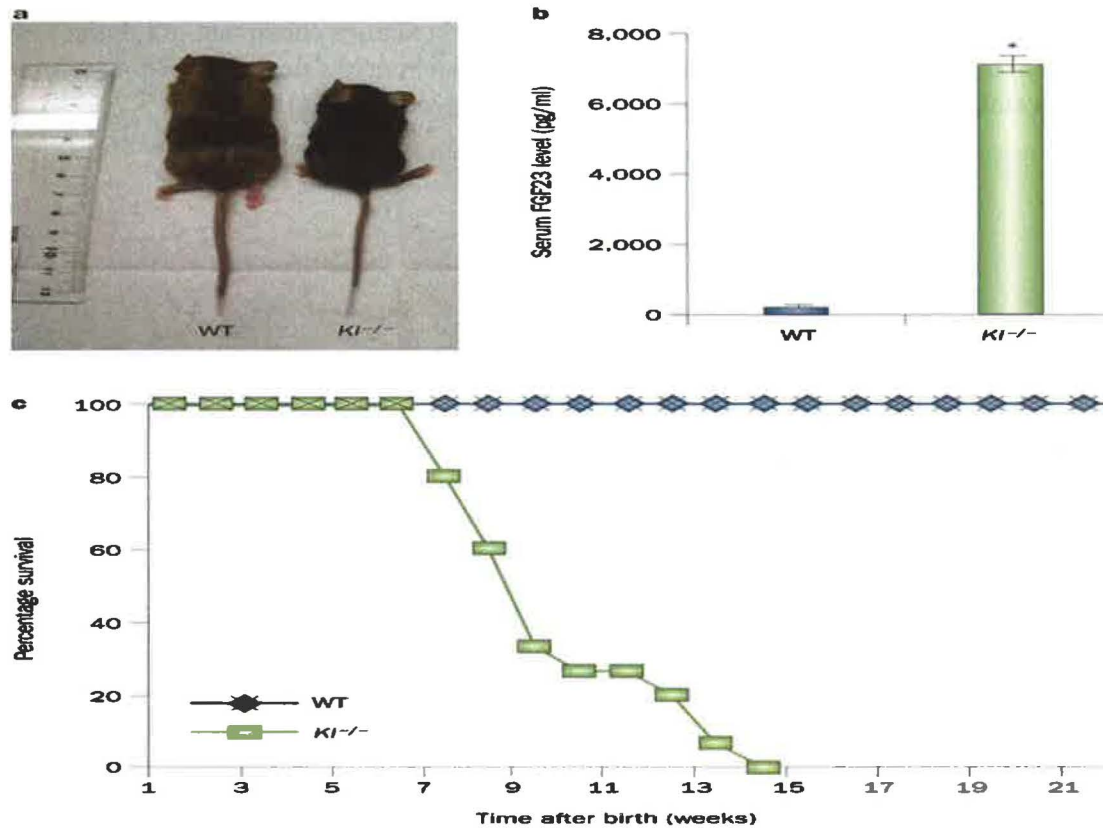 a
WT
Kl⁻/⁻
b
Serum FGF23 level (pg/ml)
8.000
6.000
4.000
2.000
0
WT
Kl⁻/⁻
*
c
Percentage survival
100
80
60
40
20
0
WT
Kl⁻/⁻
1 3 5 7 9 11 13 15 17 19 21
Time after birth (weeks)